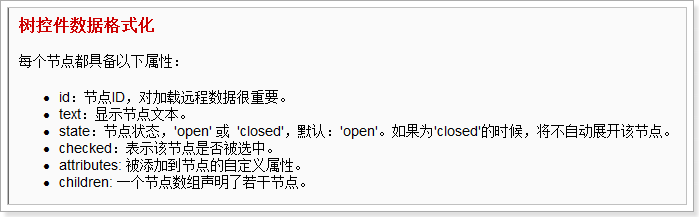 树控件数据格式化
每个节点都具备以下属性：
id：节点ID，对加载远程数据很重要。
text：显示节点文本。
state：节点状态，'open' 或 'closed'，默认：'open'。如果为'closed'的时候，将不自动展开该节点。
checked：表示该节点是否被选中。
attributes: 被添加到节点的自定义属性。
children: 一个节点数组声明了若干节点。